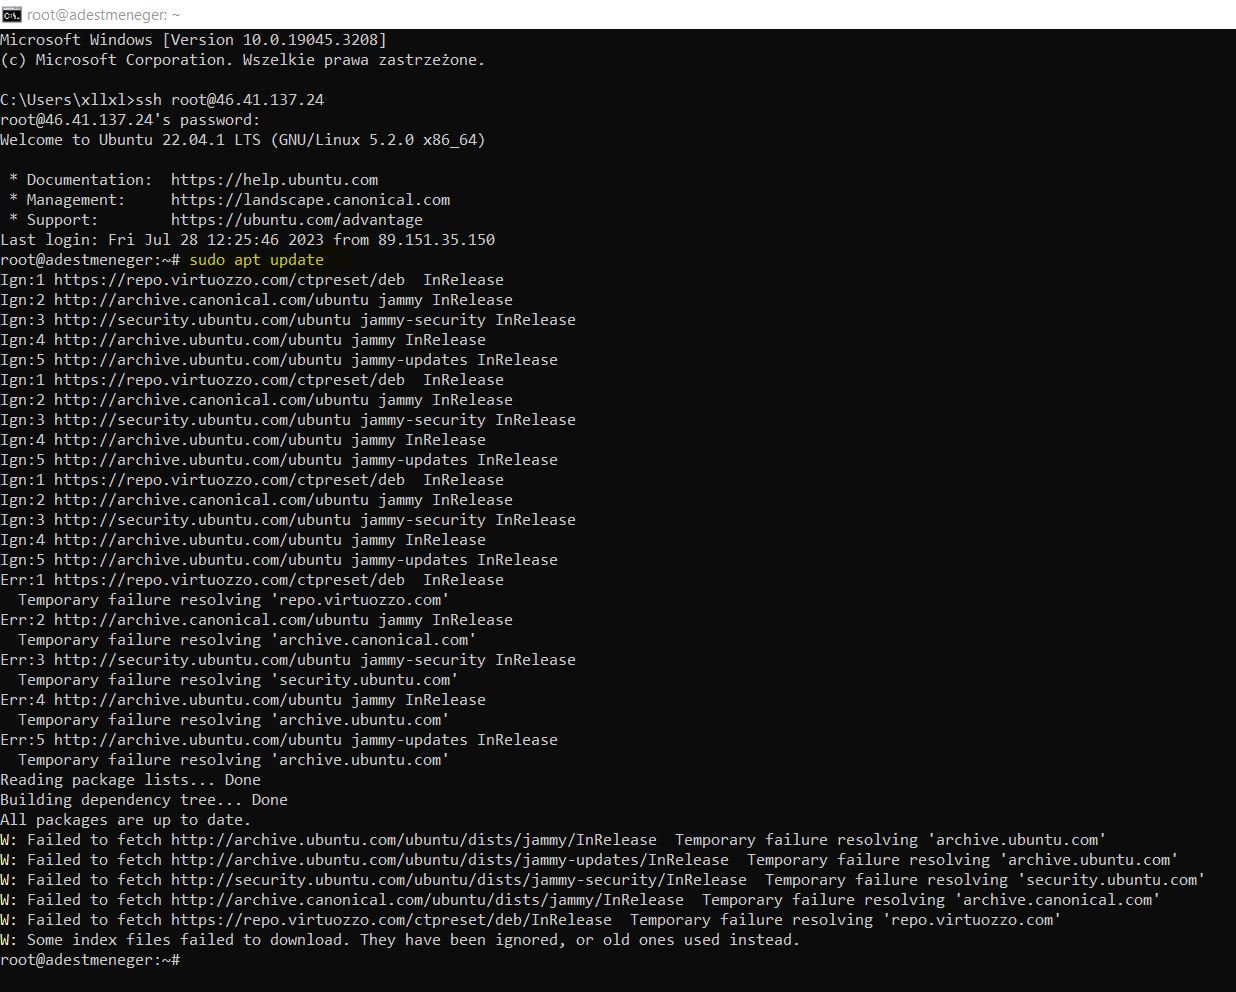 root@adestmeneger: ~
Microsoft Windows [Version 10.0.19045.3208]
(c) Microsoft Corporation. Wszelkie prawa zastrzeżone.
C:\Users\xllxl>ssh root@46.41.137.24
root@46.41.137.24's password:
Welcome to Ubuntu 22.04.1 LTS (GNU/Linux 5.2.0 x86_64)
* Documentation:  https://help.ubuntu.com
* Management:     https://landscape.canonical.com
* Support:        https://ubuntu.com/advantage
Last login: Fri Jul 28 12:25:46 2023 from 89.151.35.150
root@adestmeneger:~# sudo apt update
Ign:1 https://repo.virtuozzo.com/ctpreset/deb  InRelease
Ign:2 http://archive.canonical.com/ubuntu jammy InRelease
Ign:3 http://security.ubuntu.com/ubuntu jammy-security InRelease
Ign:4 http://archive.ubuntu.com/ubuntu jammy InRelease
Ign:5 http://archive.ubuntu.com/ubuntu jammy-updates InRelease
Ign:1 https://repo.virtuozzo.com/ctpreset/deb  InRelease
Ign:2 http://archive.canonical.com/ubuntu jammy InRelease
Ign:3 http://security.ubuntu.com/ubuntu jammy-security InRelease
Ign:4 http://archive.ubuntu.com/ubuntu jammy InRelease
Ign:5 http://archive.ubuntu.com/ubuntu jammy-updates InRelease
Ign:1 https://repo.virtuozzo.com/ctpreset/deb  InRelease
Ign:2 http://archive.canonical.com/ubuntu jammy InRelease
Ign:3 http://security.ubuntu.com/ubuntu jammy-security InRelease
Ign:4 http://archive.ubuntu.com/ubuntu jammy InRelease
Ign:5 http://archive.ubuntu.com/ubuntu jammy-updates InRelease
Err:1 https://repo.virtuozzo.com/ctpreset/deb  InRelease
  Temporary failure resolving 'repo.virtuozzo.com'
Err:2 http://archive.canonical.com/ubuntu jammy InRelease
  Temporary failure resolving 'archive.canonical.com'
Err:3 http://security.ubuntu.com/ubuntu jammy-security InRelease
  Temporary failure resolving 'security.ubuntu.com'
Err:4 http://archive.ubuntu.com/ubuntu jammy InRelease
  Temporary failure resolving 'archive.ubuntu.com'
Err:5 http://archive.ubuntu.com/ubuntu jammy-updates InRelease
  Temporary failure resolving 'archive.ubuntu.com'
Reading package lists... Done
Building dependency tree... Done
All packages are up to date.
W: Failed to fetch http://archive.ubuntu.com/ubuntu/dists/jammy/InRelease  Temporary failure resolving 'archive.ubuntu.com'
W: Failed to fetch http://archive.ubuntu.com/ubuntu/dists/jammy-updates/InRelease  Temporary failure resolving 'archive.ubuntu.com'
W: Failed to fetch http://security.ubuntu.com/ubuntu/dists/jammy-security/InRelease  Temporary failure resolving 'security.ubuntu.com'
W: Failed to fetch http://archive.canonical.com/ubuntu/dists/jammy/InRelease  Temporary failure resolving 'archive.canonical.com'
W: Failed to fetch https://repo.virtuozzo.com/ctpreset/deb/InRelease  Temporary failure resolving 'repo.virtuozzo.com'
W: Some index files failed to download. They have been ignored, or old ones used instead.
root@adestmeneger:~#